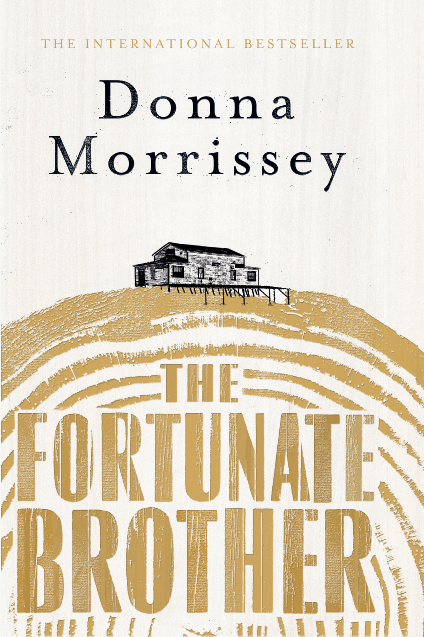 THE INTERNATIONAL BESTSELLER
Donna
Morrissey
THE
FORTUNATE
BROTHER